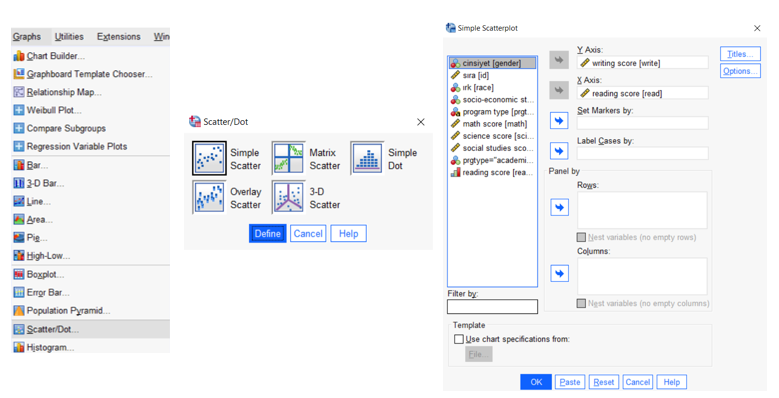 Graphs Utilities Extensions Win
Chart Builder...
Graphboard Template Chooser...
Relationship Map...
Weibull Plot...
Compare Subgroups
Regression Variable Plots
Bar...
3-D Bar...
Line...
Area...
Pie...
High-Low...
Boxplot...
Error Bar...
Population Pyramid...
Scatter/Dot...
Histogram...
Scatter/Dot
Simple
Scatter
Matrix
Scatter
Simple
Dot
Overlay
Scatter
3-D
Scatter
Define Cancel Help
Simple Scatterplot
cinsiyet [gender]
sıra [id]
ırk [race]
socio-economic st...
program type [prgt...
math score [math]
science score [sci...
social studies sco...
prgtype="academi...
reading score [rea...
Filter by:
Y Axis:
writing score [write]
X Axis:
reading score [read]
Set Markers by:
Label Cases by:
Panel by
Rows:
Nest variables (no empty rows)
Columns:
Nest variables (no empty columns)
Titles...
Options...
Template
Use chart specifications from:
File...
OK Paste Reset Cancel Help